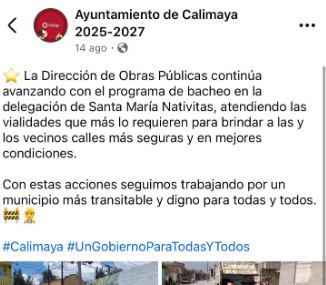 Ayuntamiento de Calimaya
2025-2027
14 ago ·
⭐ La Dirección de Obras Públicas continúa
avanzando con el programa de bacheo en la
delegación de Santa María Nativitas, atendiendo las
vialidades que más lo requieren para brindar a las y
los vecinos calles más seguras y en mejores
condiciones.
Con estas acciones seguimos trabajando por un
municipio más transitable y digno para todas y todos.
🚧👷
#Calimaya #UnGobiernoParaTodasYTodos